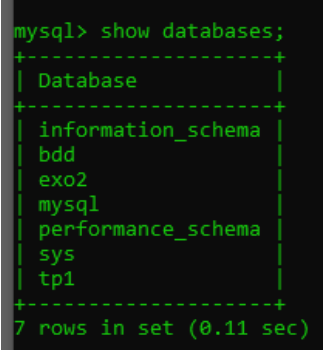 mysql> show databases;
+--------------------+
| Database           |
+--------------------+
| information_schema |
| bdd                |
| exo2               |
| mysql              |
| performance_schema |
| sys                |
| tp1                |
+--------------------+
7 rows in set (0.11 sec)